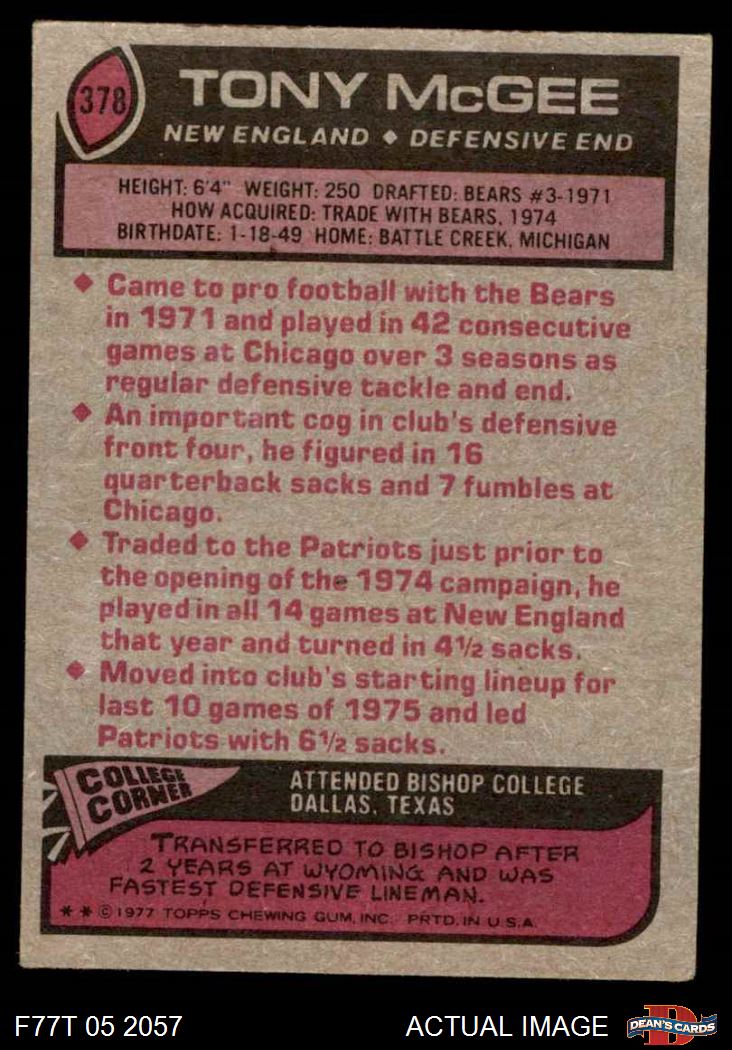 378
TONY McGEE
NEW ENGLAND ◆ DEFENSIVE END
HEIGHT: 6'4" WEIGHT: 250 DRAFTED: BEARS #3-1971
HOW ACQUIRED: TRADE WITH BEARS, 1974
BIRTHDATE: 1-18-49 HOME: BATTLE CREEK, MICHIGAN
◆ Came to pro football with the Bears
in 1971 and played in 42 consecutive
games at Chicago over 3 seasons as
regular defensive tackle and end.
◆ An important cog in club's defensive
front four, he figured in 16
quarterback sacks and 7 fumbles at
Chicago.
◆ Traded to the Patriots just prior to
the opening of the 1974 campaign, he
played in all 14 games at New England
that year and turned in 4½ sacks.
◆ Moved into club's starting lineup for
last 10 games of 1975 and led
Patriots with 6½ sacks.
COLLEGE
CORNER
ATTENDED BISHOP COLLEGE
DALLAS, TEXAS
TRANSFERRED TO BISHOP AFTER
2 YEARS AT WYOMING AND WAS
FASTEST DEFENSIVE LINEMAN.
** © 1977 TOPPS CHEWING GUM, INC. PRTD. IN U.S.A.
F77T 05 2057
ACTUAL IMAGE
DEAN'S CARDS